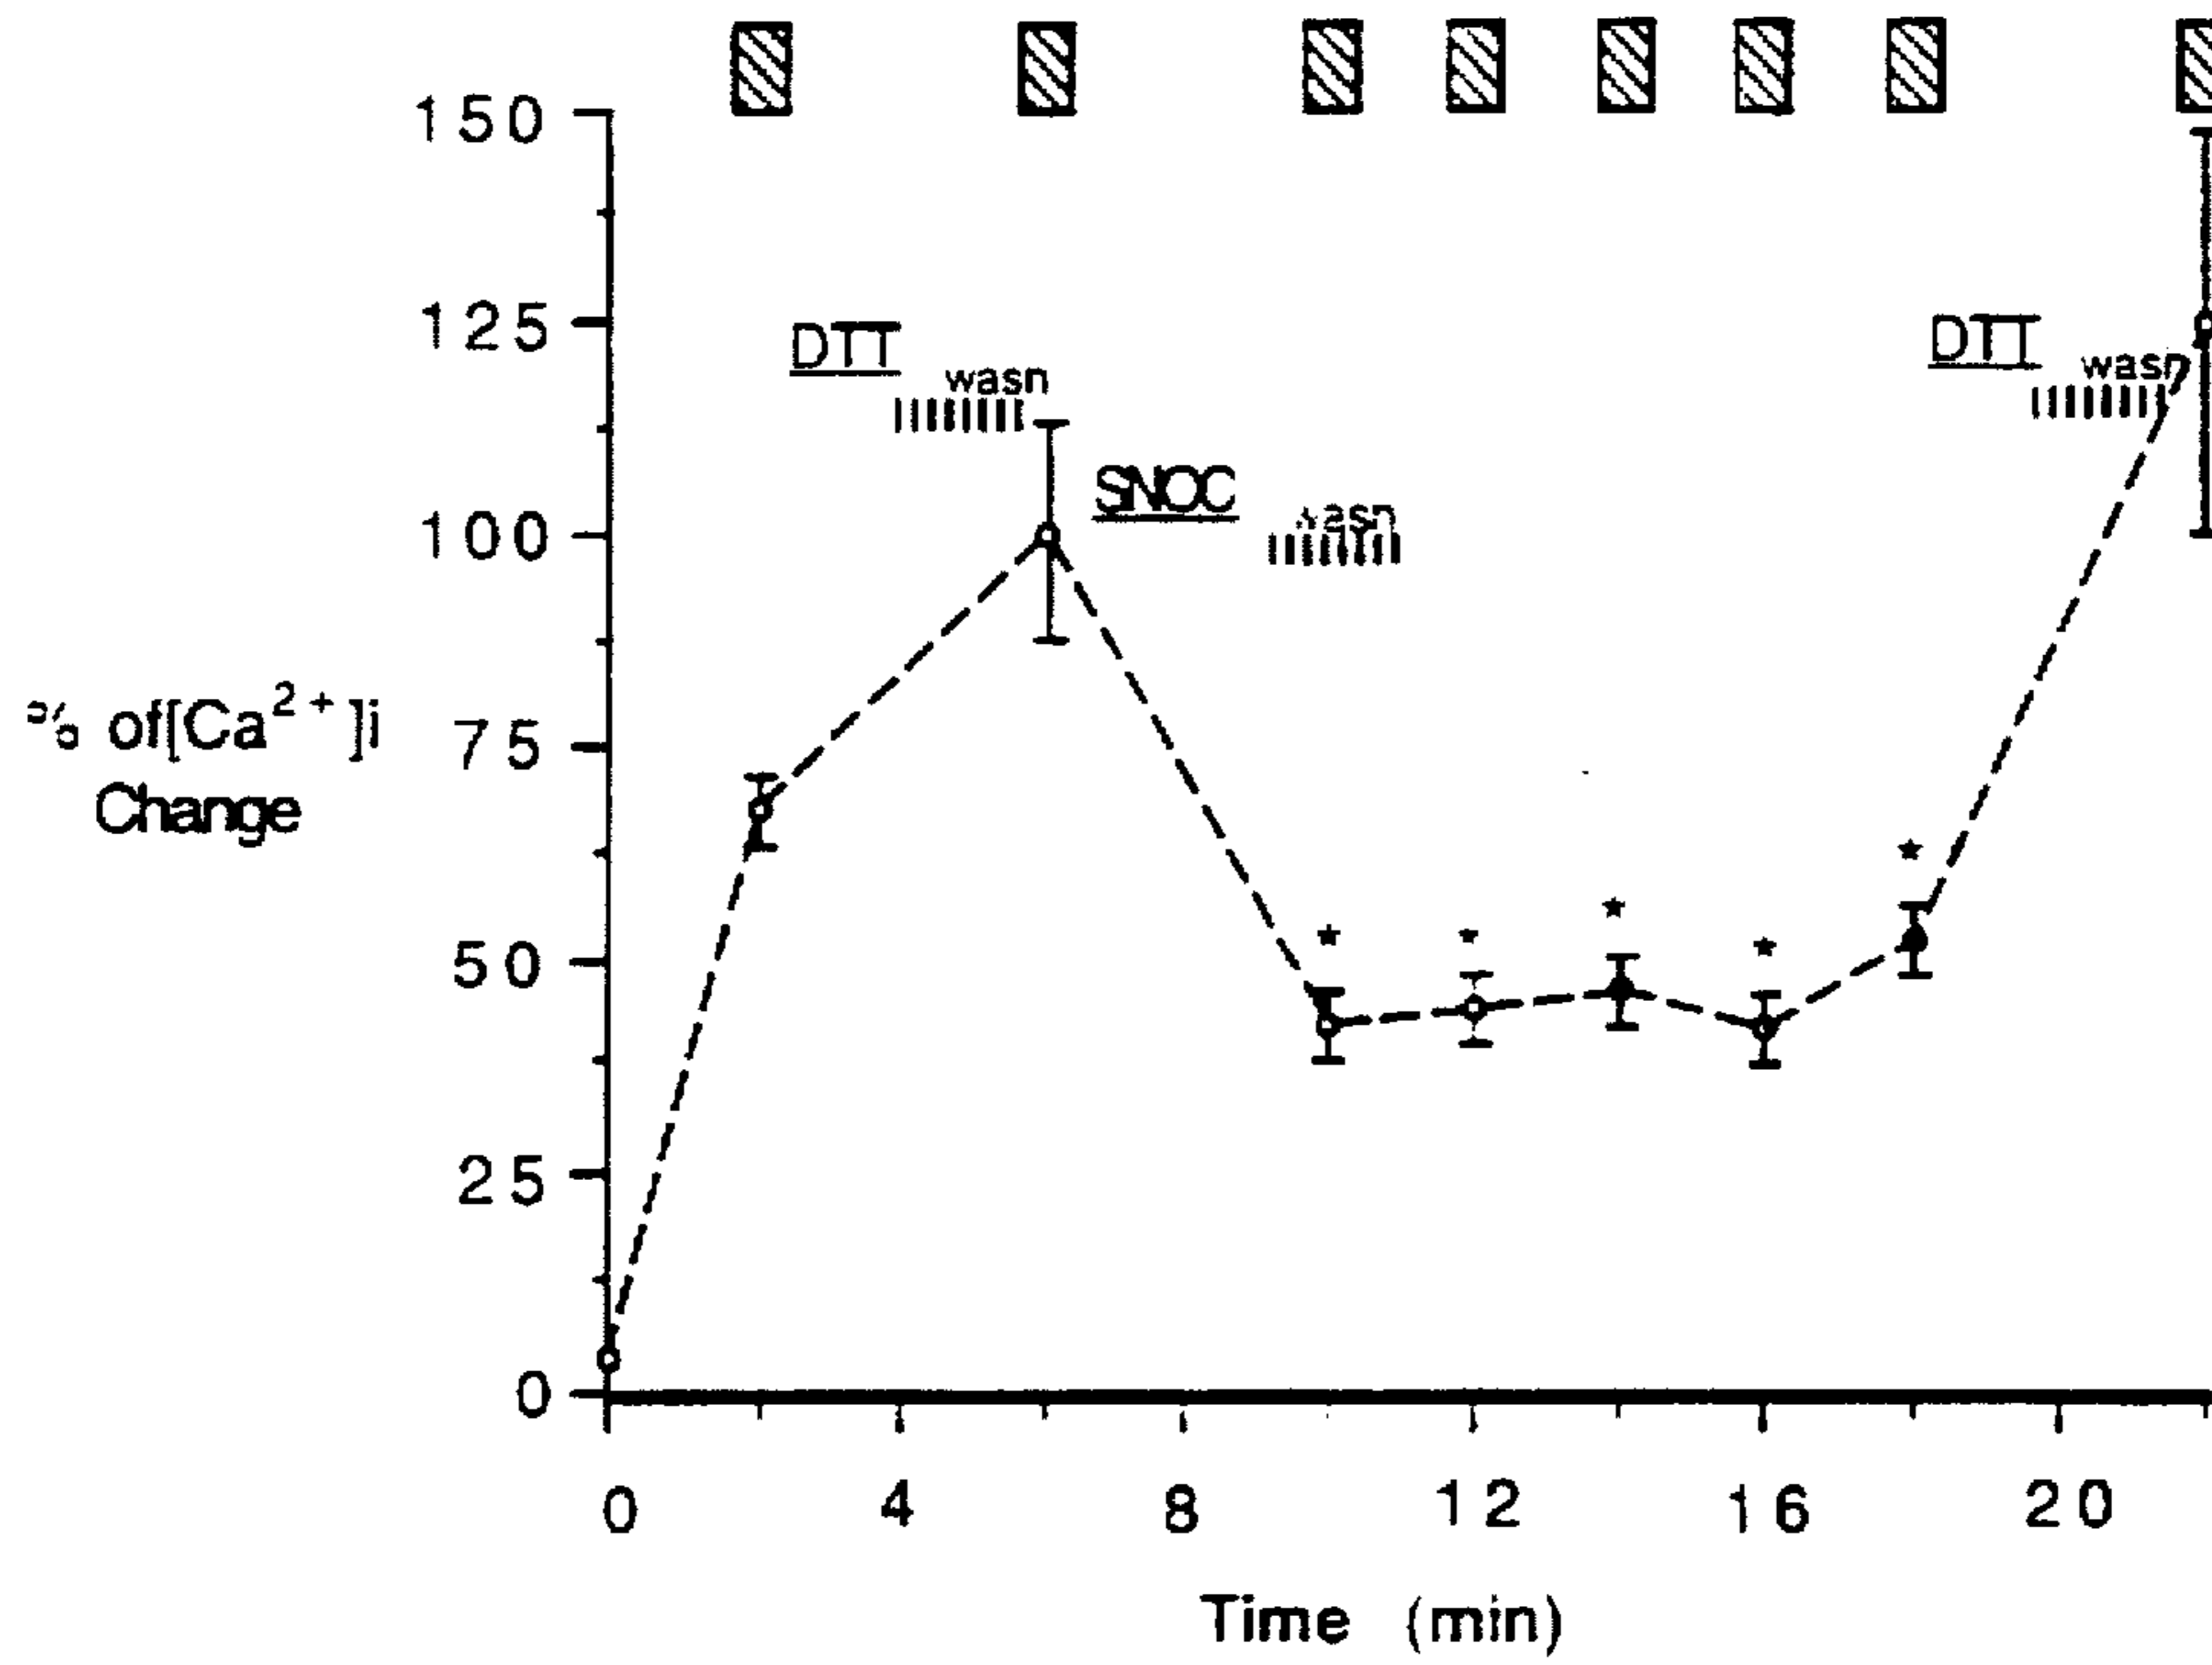 150
125
DTT
wasn
DTT
wasn
SNOC
100
% of[Ca²⁺]i
Change
75
50
25
0
0 4 8 12 16 20
Time (min)